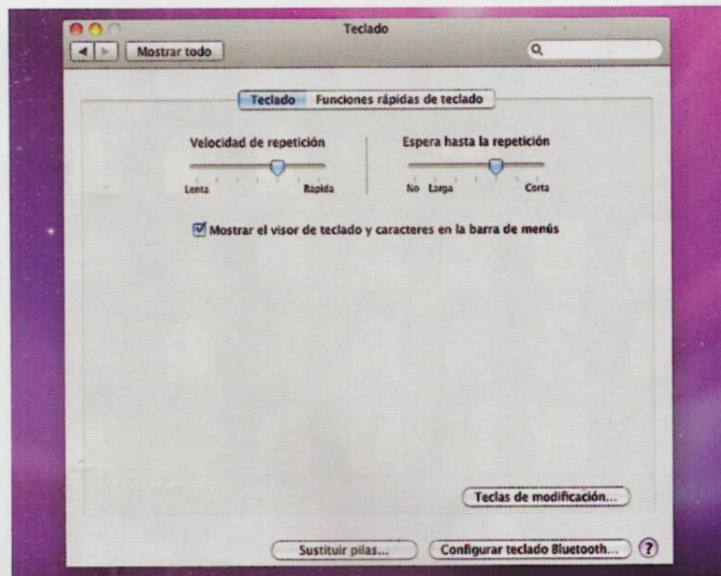 Teclado
Mostrar todo
Teclado Funciones rápidas de teclado
Velocidad de repetición Espera hasta la repetición
Lenta Rápida No Larga Corta
Mostrar el visor de teclado y caracteres en la barra de menús
Teclas de modificación...
Sustituir pilas... Configurar teclado Bluetooth... ?